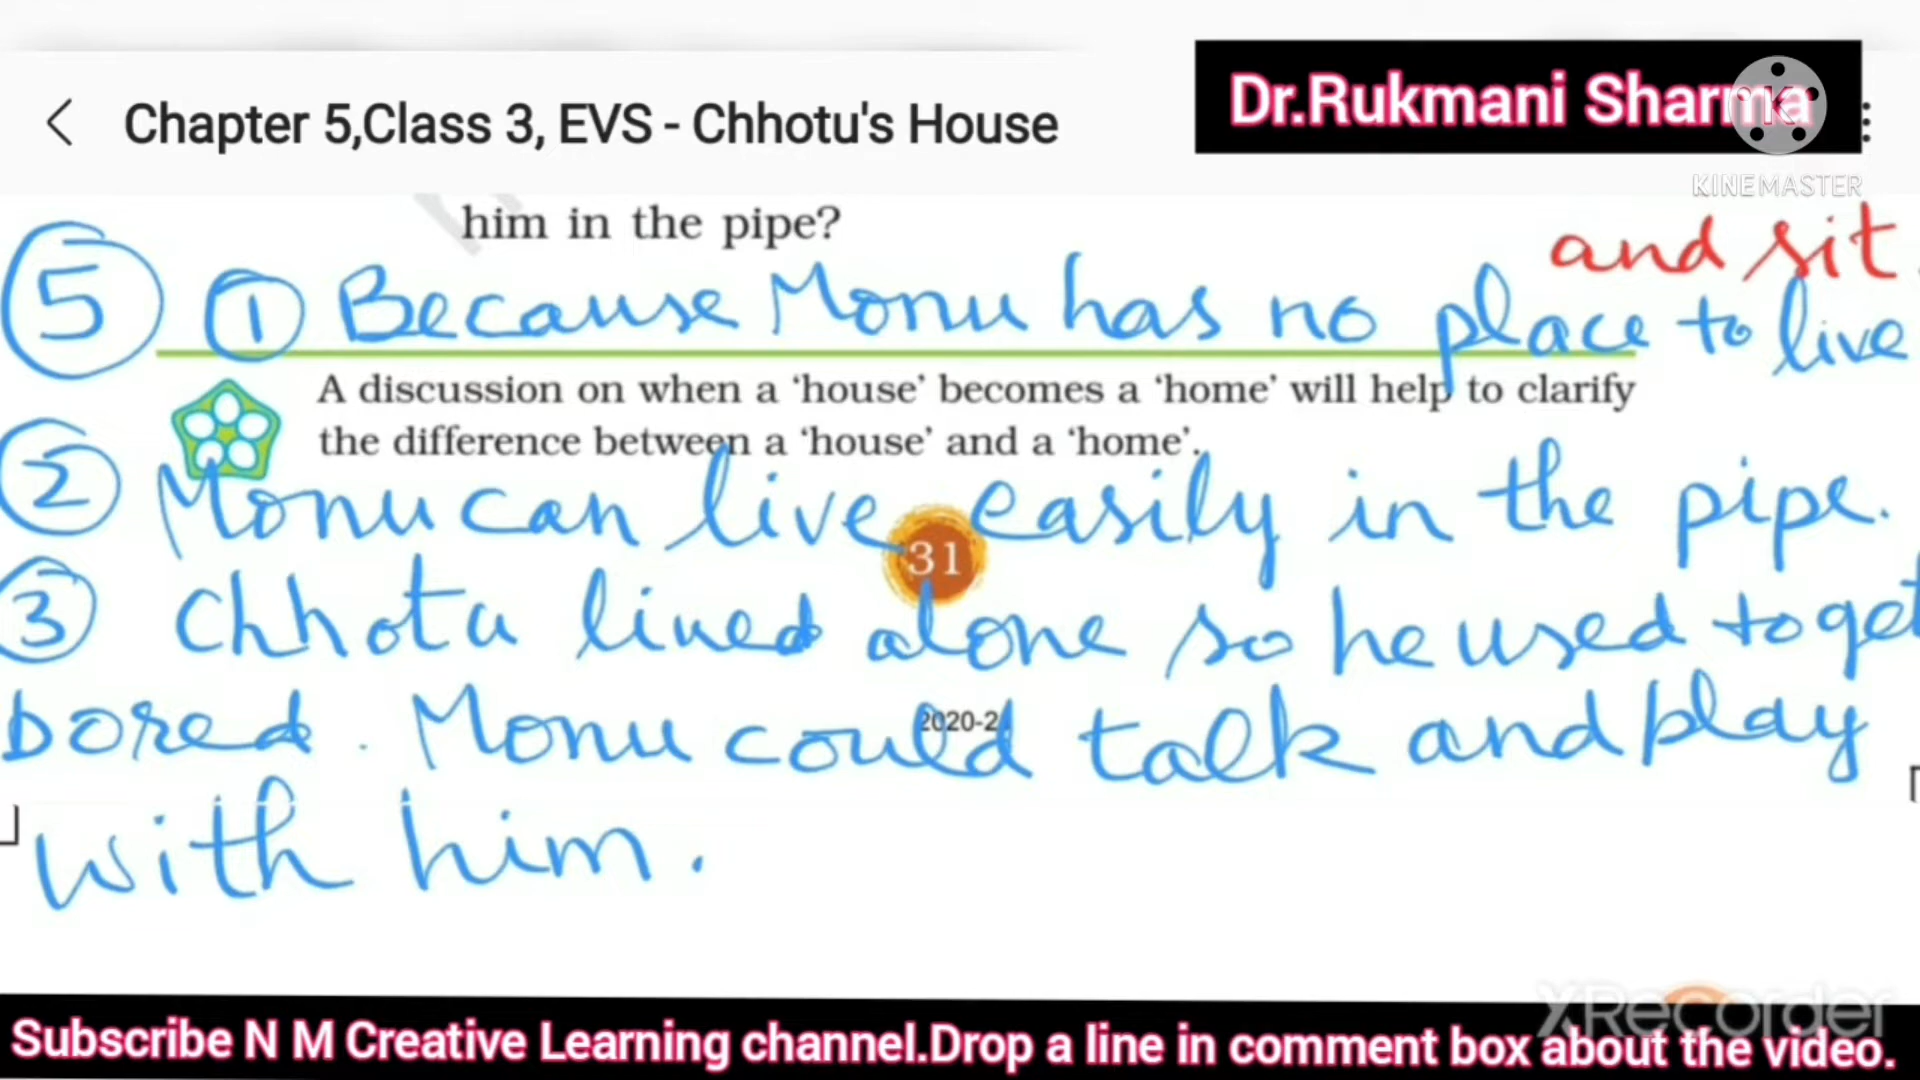 Dr.Rukmani Sharma
Chapter 5,Class 3, EVS - Chhotu's House
KINEMASTER
him in the pipe?
and sit.
5 1 Because Monu has no place to live
A discussion on when a ‘house’ becomes a ‘home’ will help to clarify
the difference between a ‘house’ and a ‘home’.
2 Monu can live easily in the pipe.
31
3 Chhotu lived alone so he used to get
bored. Monu could talk and play
2020-2
with him.
XRecorder
Subscribe N M Creative Learning channel.Drop a line in comment box about the video.